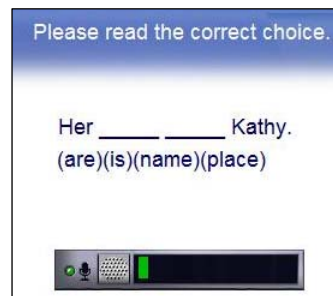 Please read the correct choice.
Her _____ _____ Kathy.
(are)(is)(name)(place)